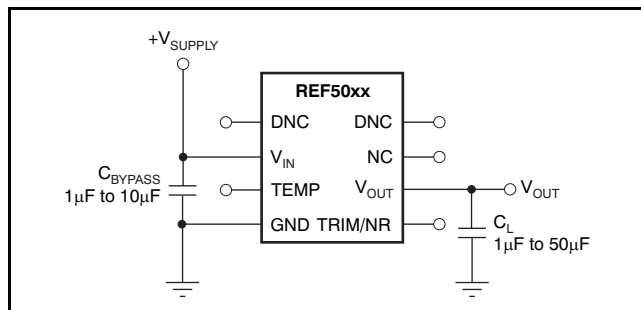 +VSUPPLY
REF50xx
DNC DNC
VIN NC
CBYPASS
1μF to 10μF
TEMP VOUT VOUT
GND TRIM/NR
CL
1μF to 50μF